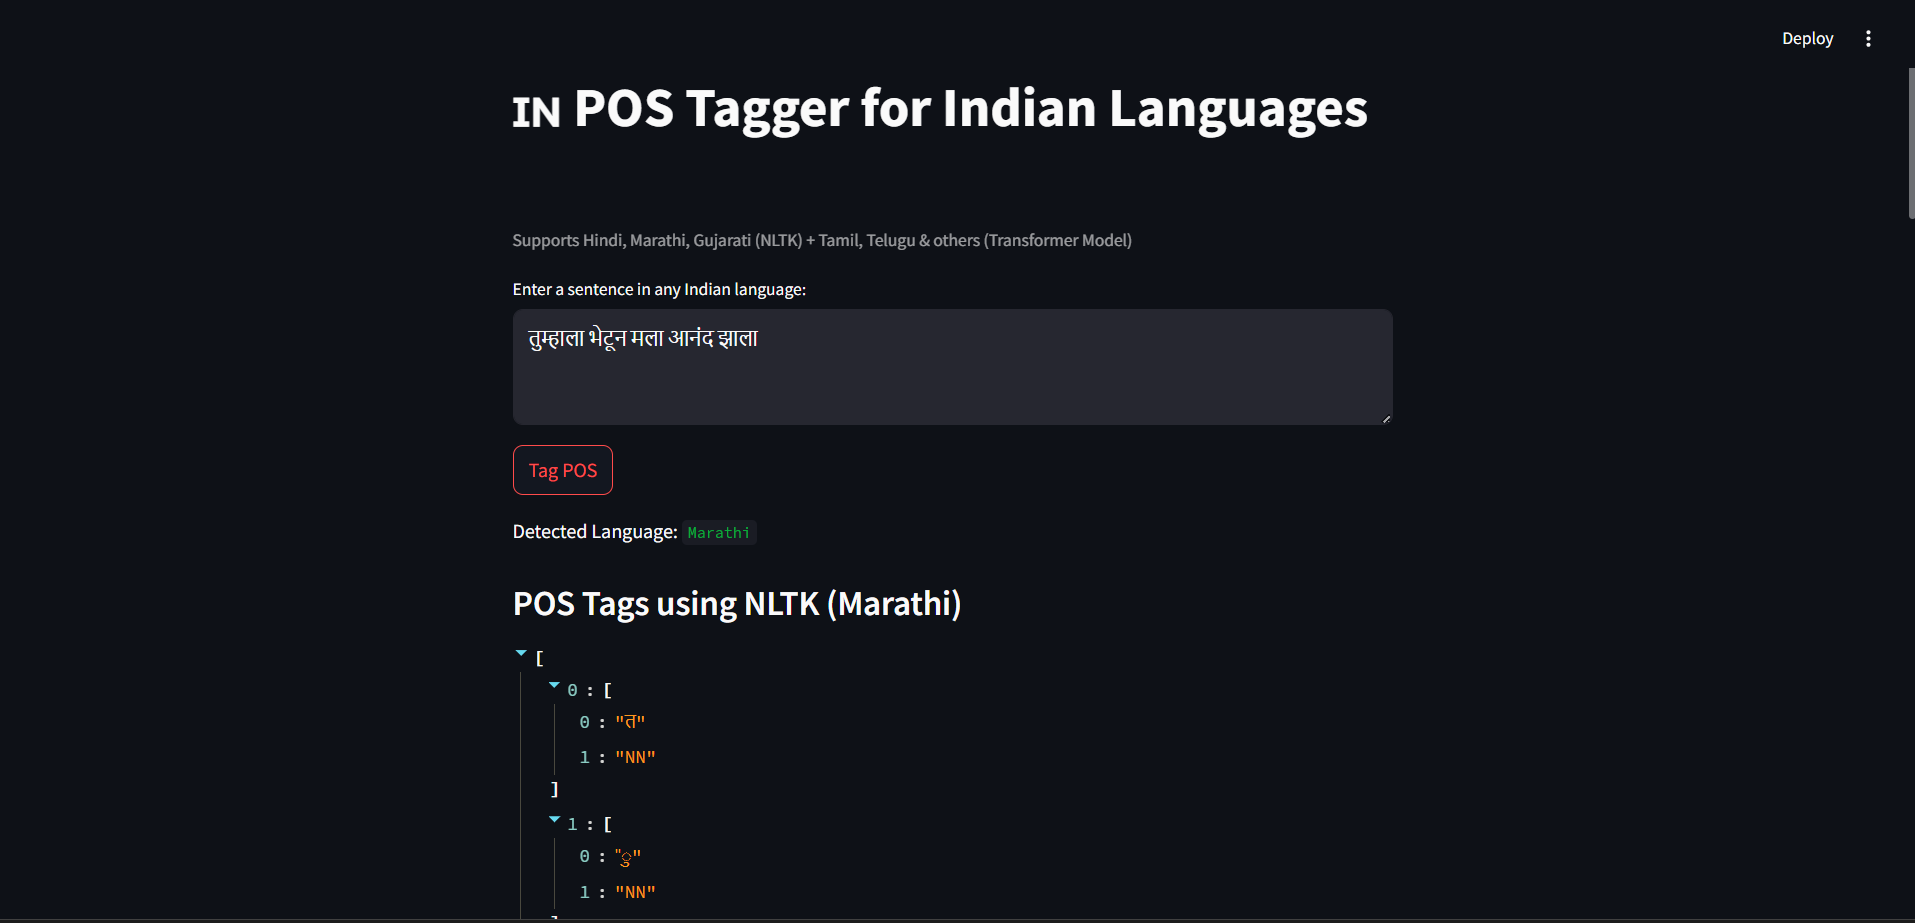 Deploy
IN POS Tagger for Indian Languages
Supports Hindi, Marathi, Gujarati (NLTK) + Tamil, Telugu & others (Transformer Model)
Enter a sentence in any Indian language:
तुम्हाला भेटून मला आनंद झाला
Tag POS
Detected Language: Marathi
POS Tags using NLTK (Marathi)
[
0 : [
0 : "त"
1 : "NN"
]
1 : [
0 : "ु"
1 : "NN"
]